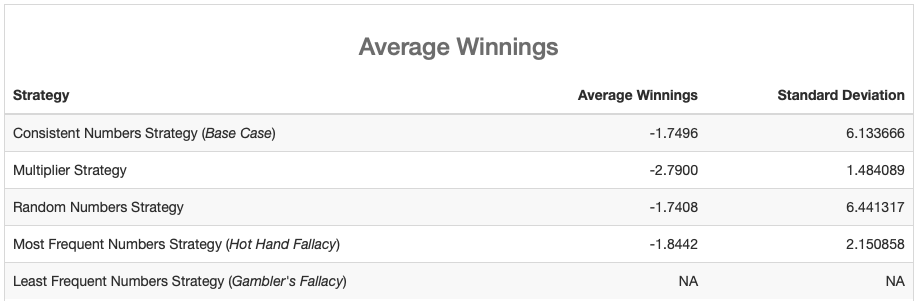 Average Winnings
Strategy Average Winnings Standard Deviation
Consistent Numbers Strategy (Base Case) -1.7496 6.133666
Multiplier Strategy -2.7900 1.484089
Random Numbers Strategy -1.7408 6.441317
Most Frequent Numbers Strategy (Hot Hand Fallacy) -1.8442 2.150858
Least Frequent Numbers Strategy (Gambler's Fallacy) NA NA